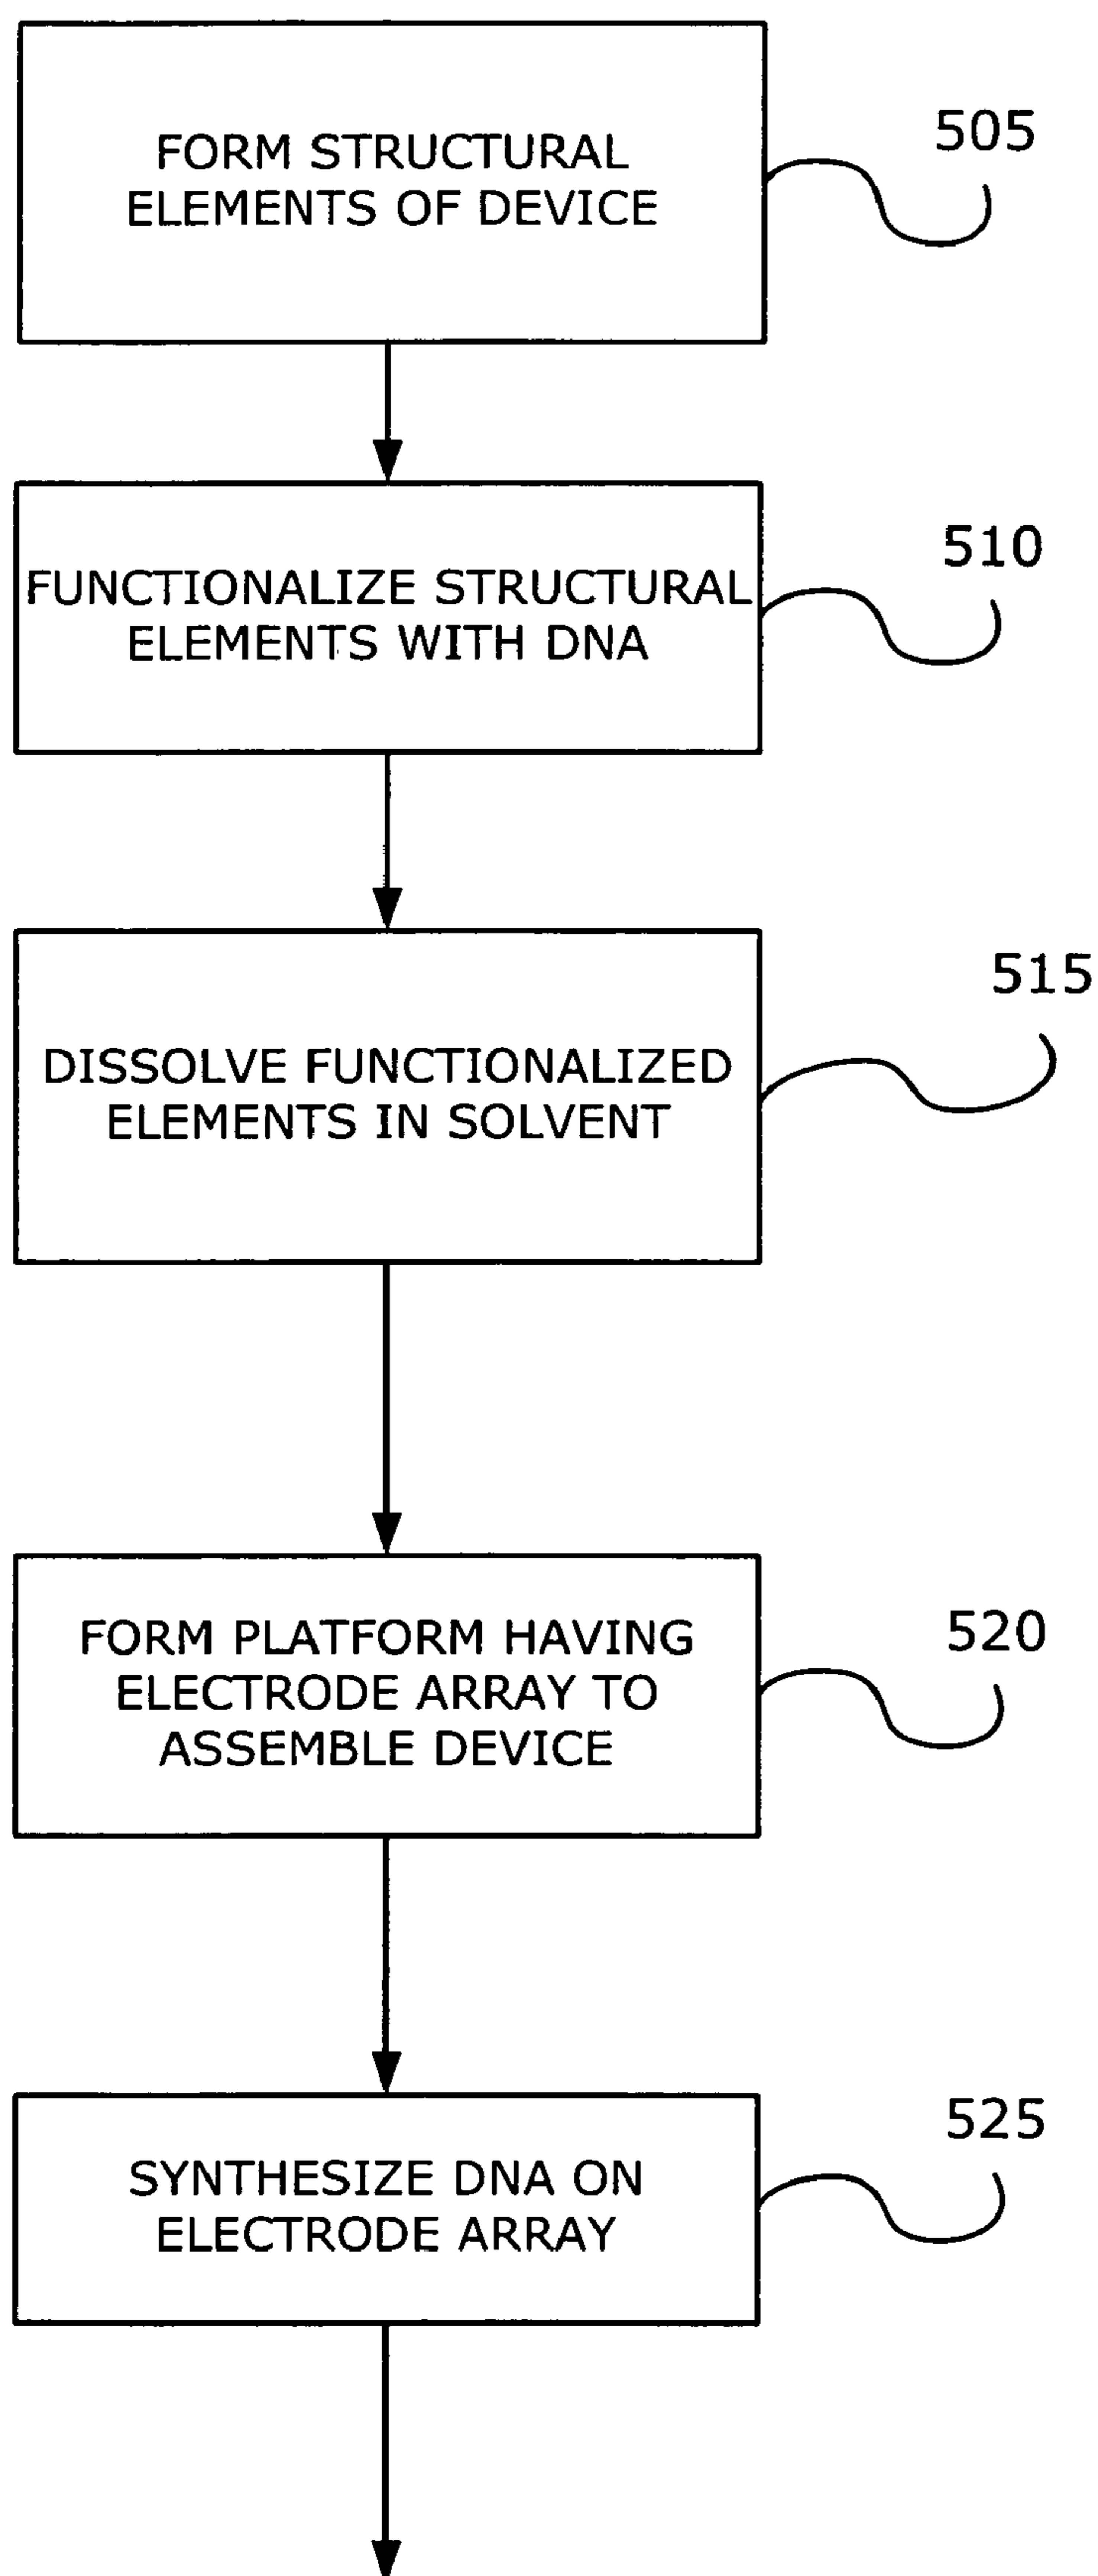 FORM STRUCTURAL
ELEMENTS OF DEVICE
505
FUNCTIONALIZE STRUCTURAL
ELEMENTS WITH DNA
510
DISSOLVE FUNCTIONALIZED
ELEMENTS IN SOLVENT
515
FORM PLATFORM HAVING
ELECTRODE ARRAY TO
ASSEMBLE DEVICE
520
SYNTHESIZE DNA ON
ELECTRODE ARRAY
525